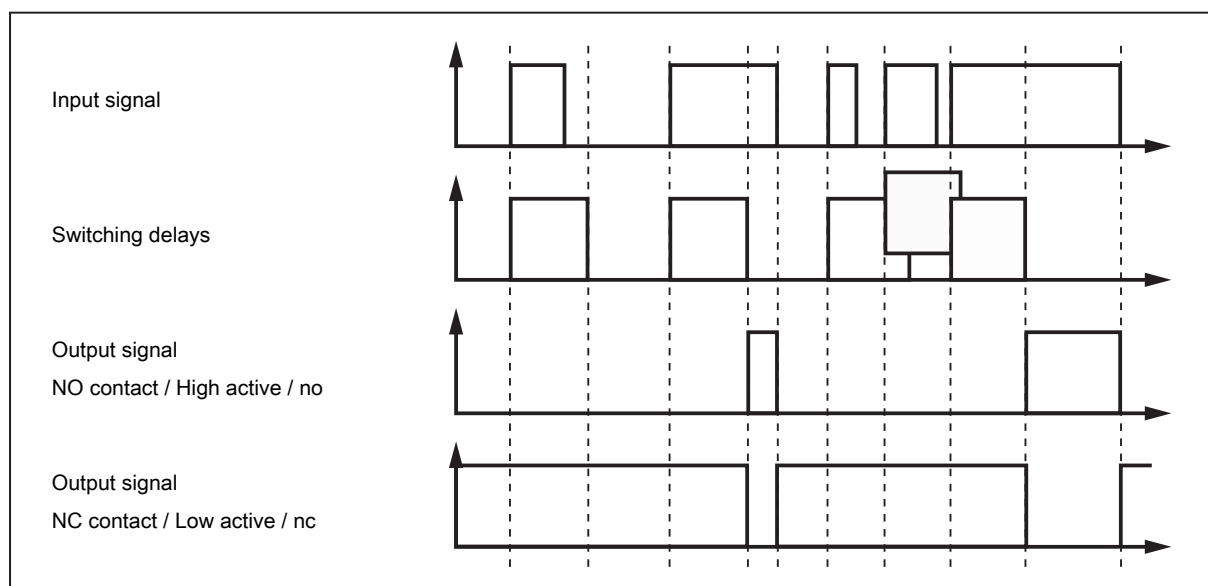 Input signal
Switching delays
Output signal
NO contact / High active / no
Output signal
NC contact / Low active / nc